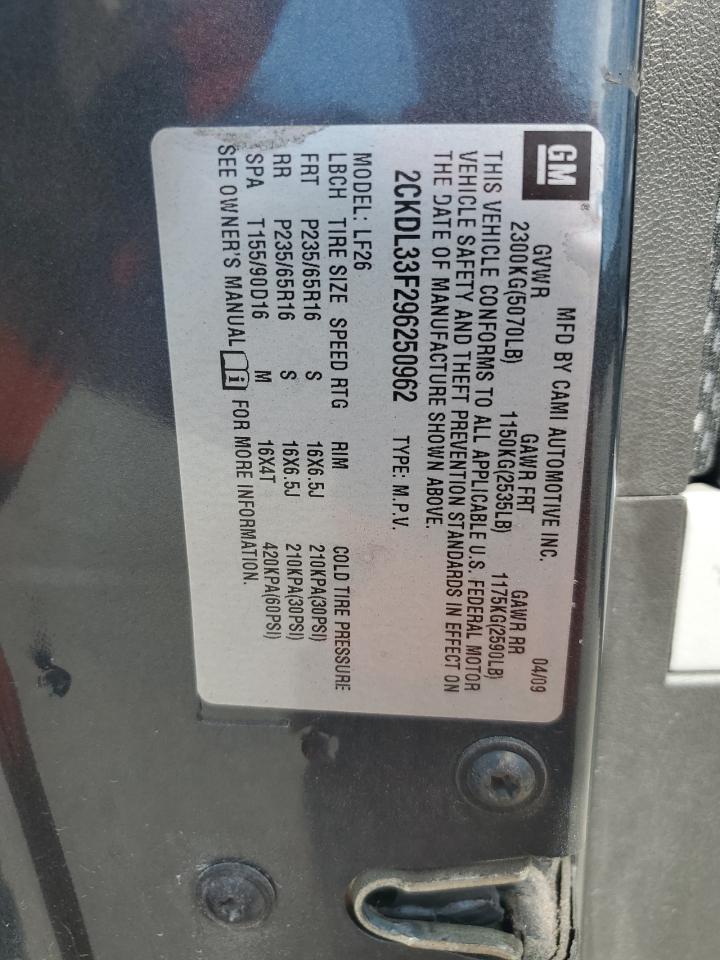 GM
MFD BY CAMI AUTOMOTIVE INC. 04/09
GVWR GAWR FRT GAWR RR
2300KG(5070LB) 1150KG(2535LB) 1175KG(2590LB)
THIS VEHICLE CONFORMS TO ALL APPLICABLE U.S. FEDERAL MOTOR
VEHICLE SAFETY AND THEFT PREVENTION STANDARDS IN EFFECT ON
THE DATE OF MANUFACTURE SHOWN ABOVE.
2CKDL33F296250962 TYPE: M.P.V.
MODEL: LF26
LBCH TIRE SIZE SPEED RTG RIM COLD TIRE PRESSURE
FRT P235/65R16 S 16X6.5J 210KPA(30PSI)
RR P235/65R16 S 16X6.5J 210KPA(30PSI)
SPA T155/90D16 M 16X4T 420KPA(60PSI)
SEE OWNER'S MANUAL i FOR MORE INFORMATION.